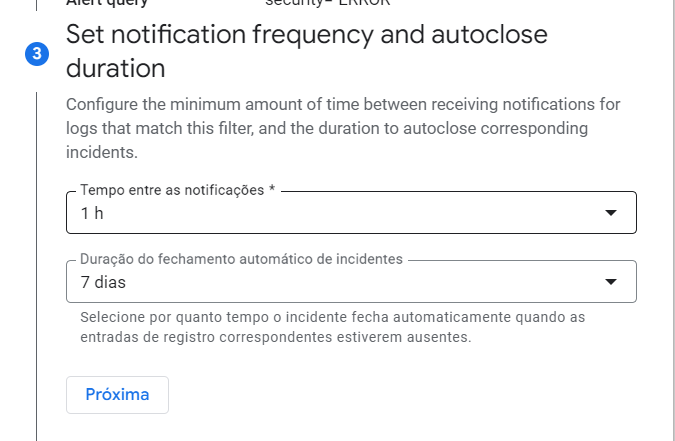 Alert query security="ERROR"
3
Set notification frequency and autoclose
duration
Configure the minimum amount of time between receiving notifications for
logs that match this filter, and the duration to autoclose corresponding
incidents.
Tempo entre as notificações *
1 h
Duração do fechamento automático de incidentes
7 dias
Selecione por quanto tempo o incidente fecha automaticamente quando as
entradas de registro correspondentes estiverem ausentes.
Próxima